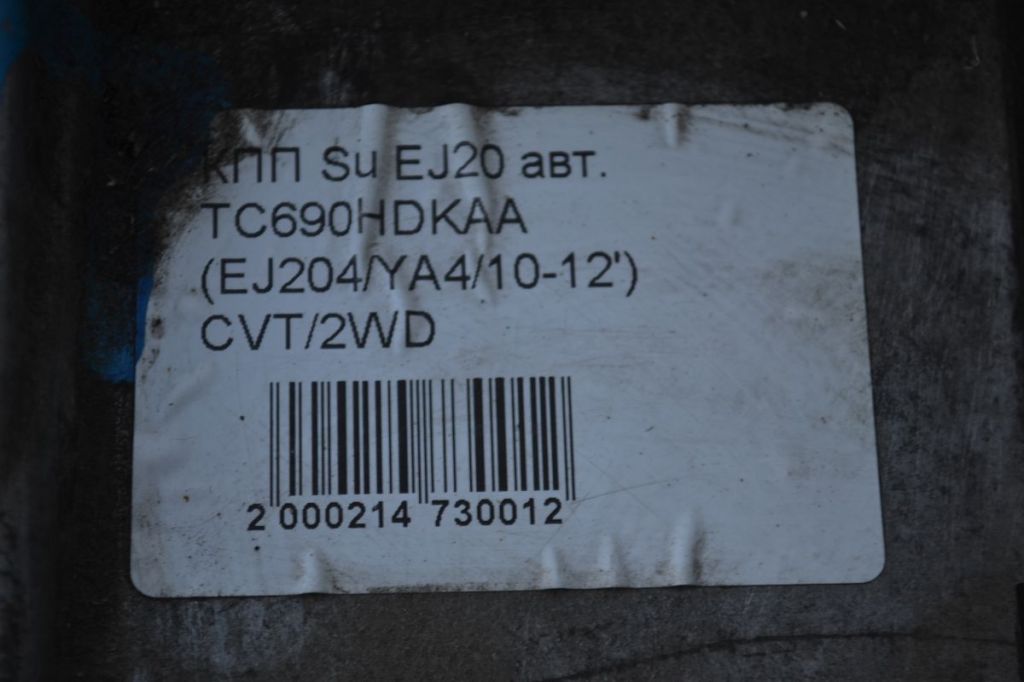 КПП Su EJ20 авт.
TC690HDKAA
(EJ204/YA4/10-12')
CVT/2WD
2 000214 730012